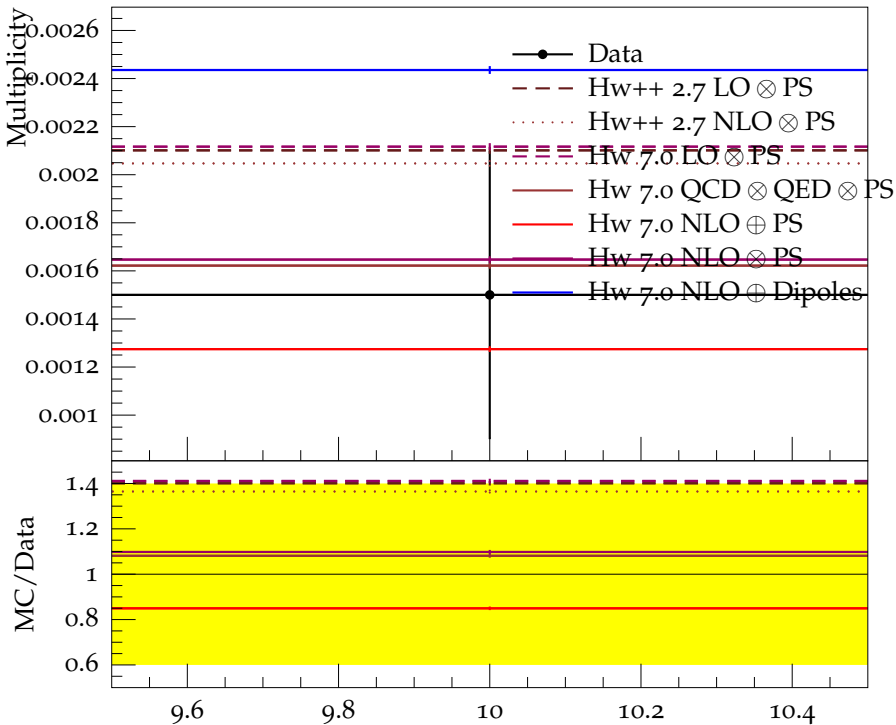 Multiplicity
0.0026
0.0024
0.0022
0.002
0.0018
0.0016
0.0014
0.0012
0.001
Data
Hw++ 2.7 LO ⊗ PS
Hw++ 2.7 NLO ⊗ PS
Hw 7.0 LO ⊗ PS
Hw 7.0 QCD ⊗ QED ⊗ PS
Hw 7.0 NLO ⊕ PS
Hw 7.0 NLO ⊗ PS
Hw 7.0 NLO ⊕ Dipoles
MC/Data
1.4
1.2
1
0.8
0.6
9.6 9.8 10 10.2 10.4